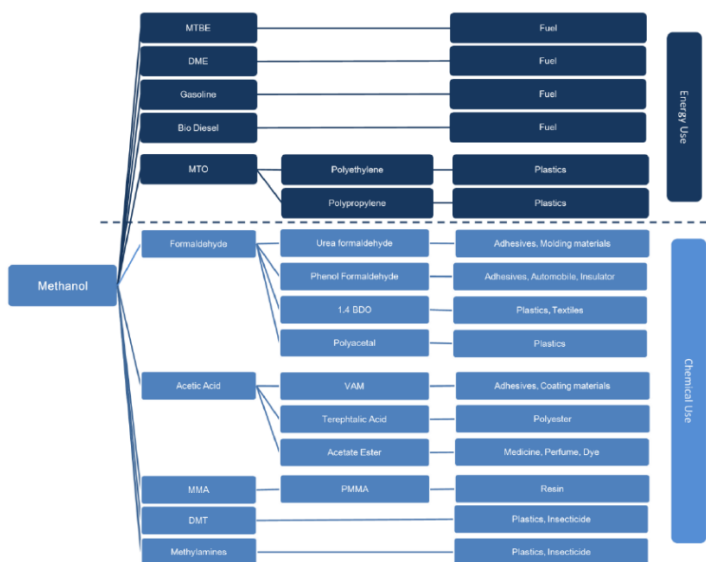 MTBE
Fuel
DME
Fuel
Gasoline
Fuel
Bio Diesel
Fuel
MTO
Polyethylene
Plastics
Polypropylene
Plastics
Energy Use
Formaldehyde
Urea formaldehyde
Adhesives, Molding materials
Phenol Formaldehyde
Adhesives, Automobile, Insulator
Methanol
1,4 BDO
Plastics, Textiles
Polyacetal
Plastics
Acetic Acid
VAM
Adhesives, Coating materials
Terephtalic Acid
Polyester
Acetate Ester
Medicine, Perfume, Dye
Chemical Use
MMA
PMMA
Resin
DMT
Plastics, Insecticide
Methylamines
Plastics, Insecticide